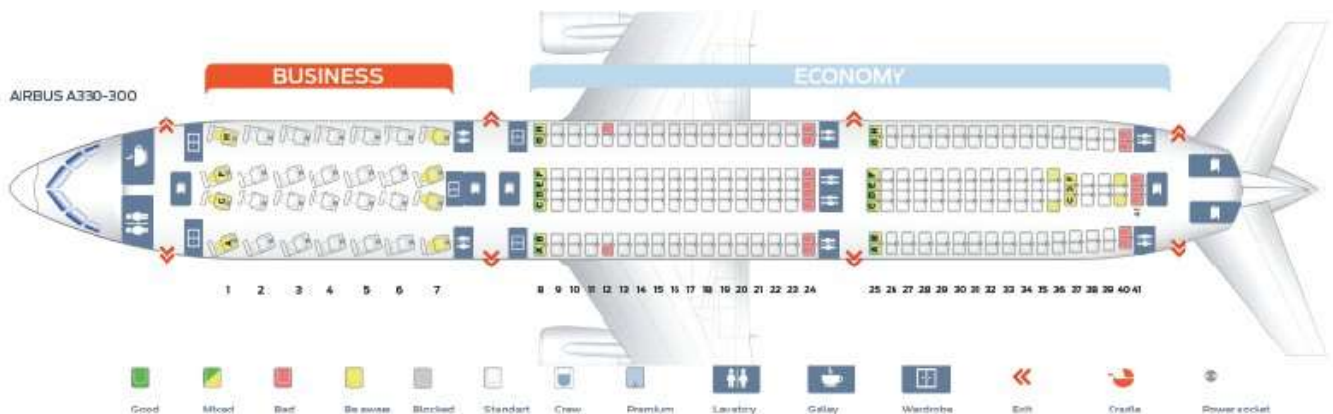 BUSINESS
ECONOMY
AIRBUS A330-300
1 2 3 4 5 6 7 8 9 10 11 12 13 14 15 16 17 18 19 20 21 22 23 24 25 26 27 28 29 30 31 32 33 34 35 36 37 38 39 40 41
Good Mixed Bad Be aware Blocked Standart Crew Premium Lavatory Galley Wardrobe Exit Cradle Power socket